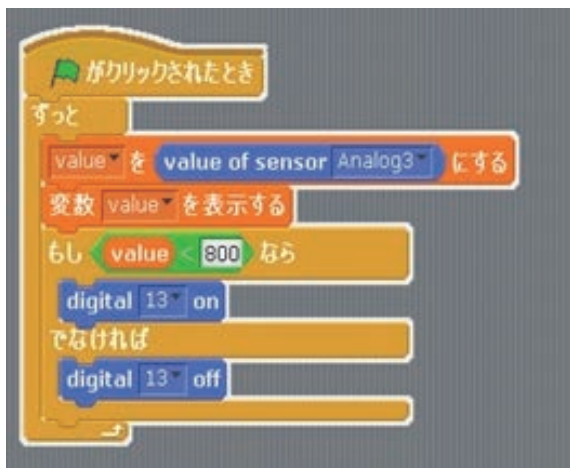 がクリックされたとき
ずっと
value を value of sensor Analog3 にする
変数 value を表示する
もし value < 800 なら
digital 13 on
でなければ
digital 13 off